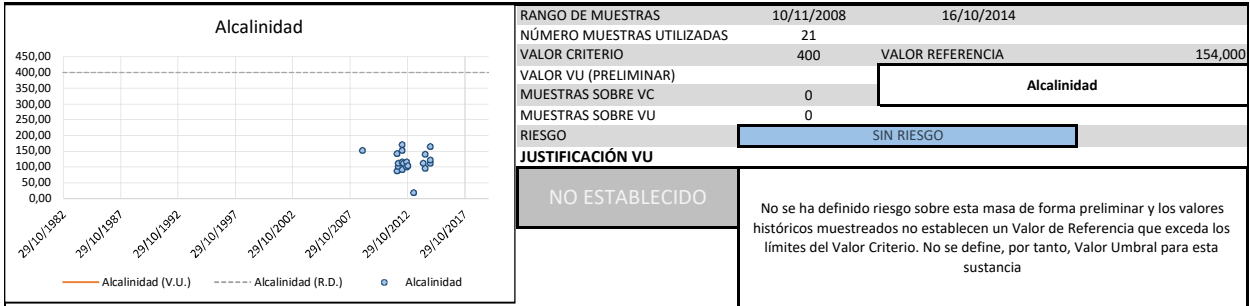 Alcalinidad
450,00
400,00
350,00
300,00
250,00
200,00
150,00
100,00
50,00
0,00
29/10/1982
29/10/1987
29/10/1992
29/10/1997
29/10/2002
29/10/2007
29/10/2012
29/10/2017
Alcalinidad (V.U.) Alcalinidad (R.D.) Alcalinidad
RANGO DE MUESTRAS 10/11/2008 16/10/2014
NÚMERO MUESTRAS UTILIZADAS 21
VALOR CRITERIO 400 VALOR REFERENCIA 154,000
VALOR VU (PRELIMINAR)
Alcalinidad
MUESTRAS SOBRE VC 0
MUESTRAS SOBRE VU 0
RIESGO SIN RIESGO
JUSTIFICACIÓN VU
NO ESTABLECIDO
No se ha definido riesgo sobre esta masa de forma preliminar y los valores
históricos muestreados no establecen un Valor de Referencia que exceda los
límites del Valor Criterio. No se define, por tanto, Valor Umbral para esta
sustancia